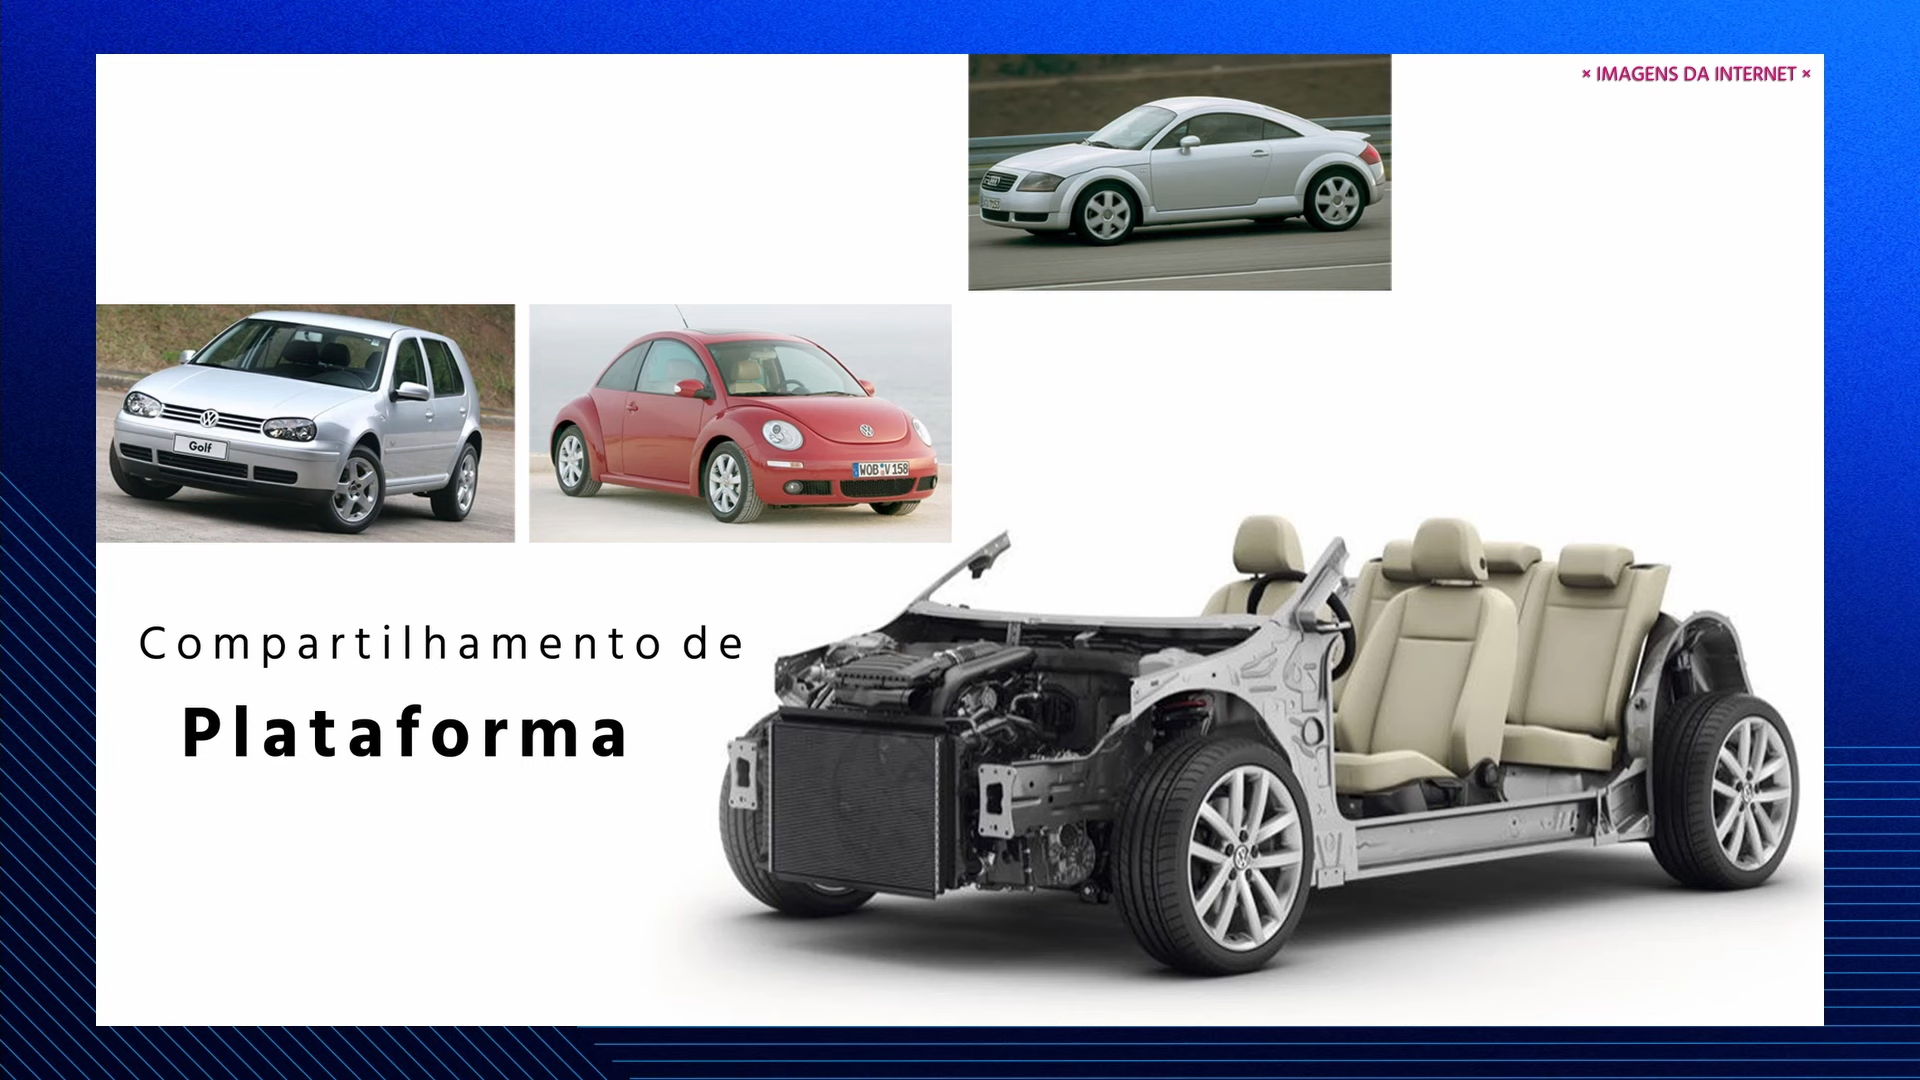 × IMAGENS DA INTERNET ×
Golf
WOB V 158
Compartilhamento de
Plataforma